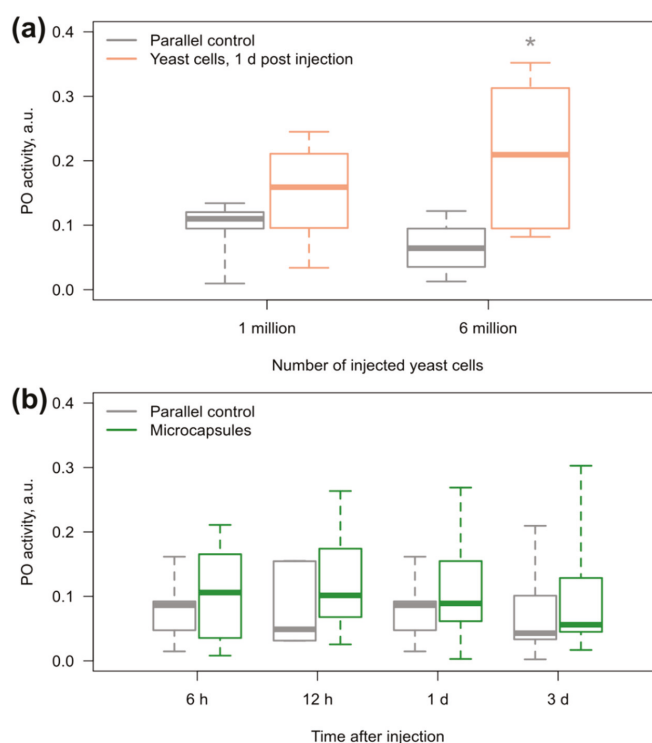 (a)
0.4
0.3
0.2
0.1
0.0
PO activity, a.u.
Parallel control
Yeast cells, 1 d post injection
*
1 million
6 million
Number of injected yeast cells
(b)
0.4
0.3
0.2
0.1
0.0
PO activity, a.u.
Parallel control
Microcapsules
6 h
12 h
1 d
3 d
Time after injection